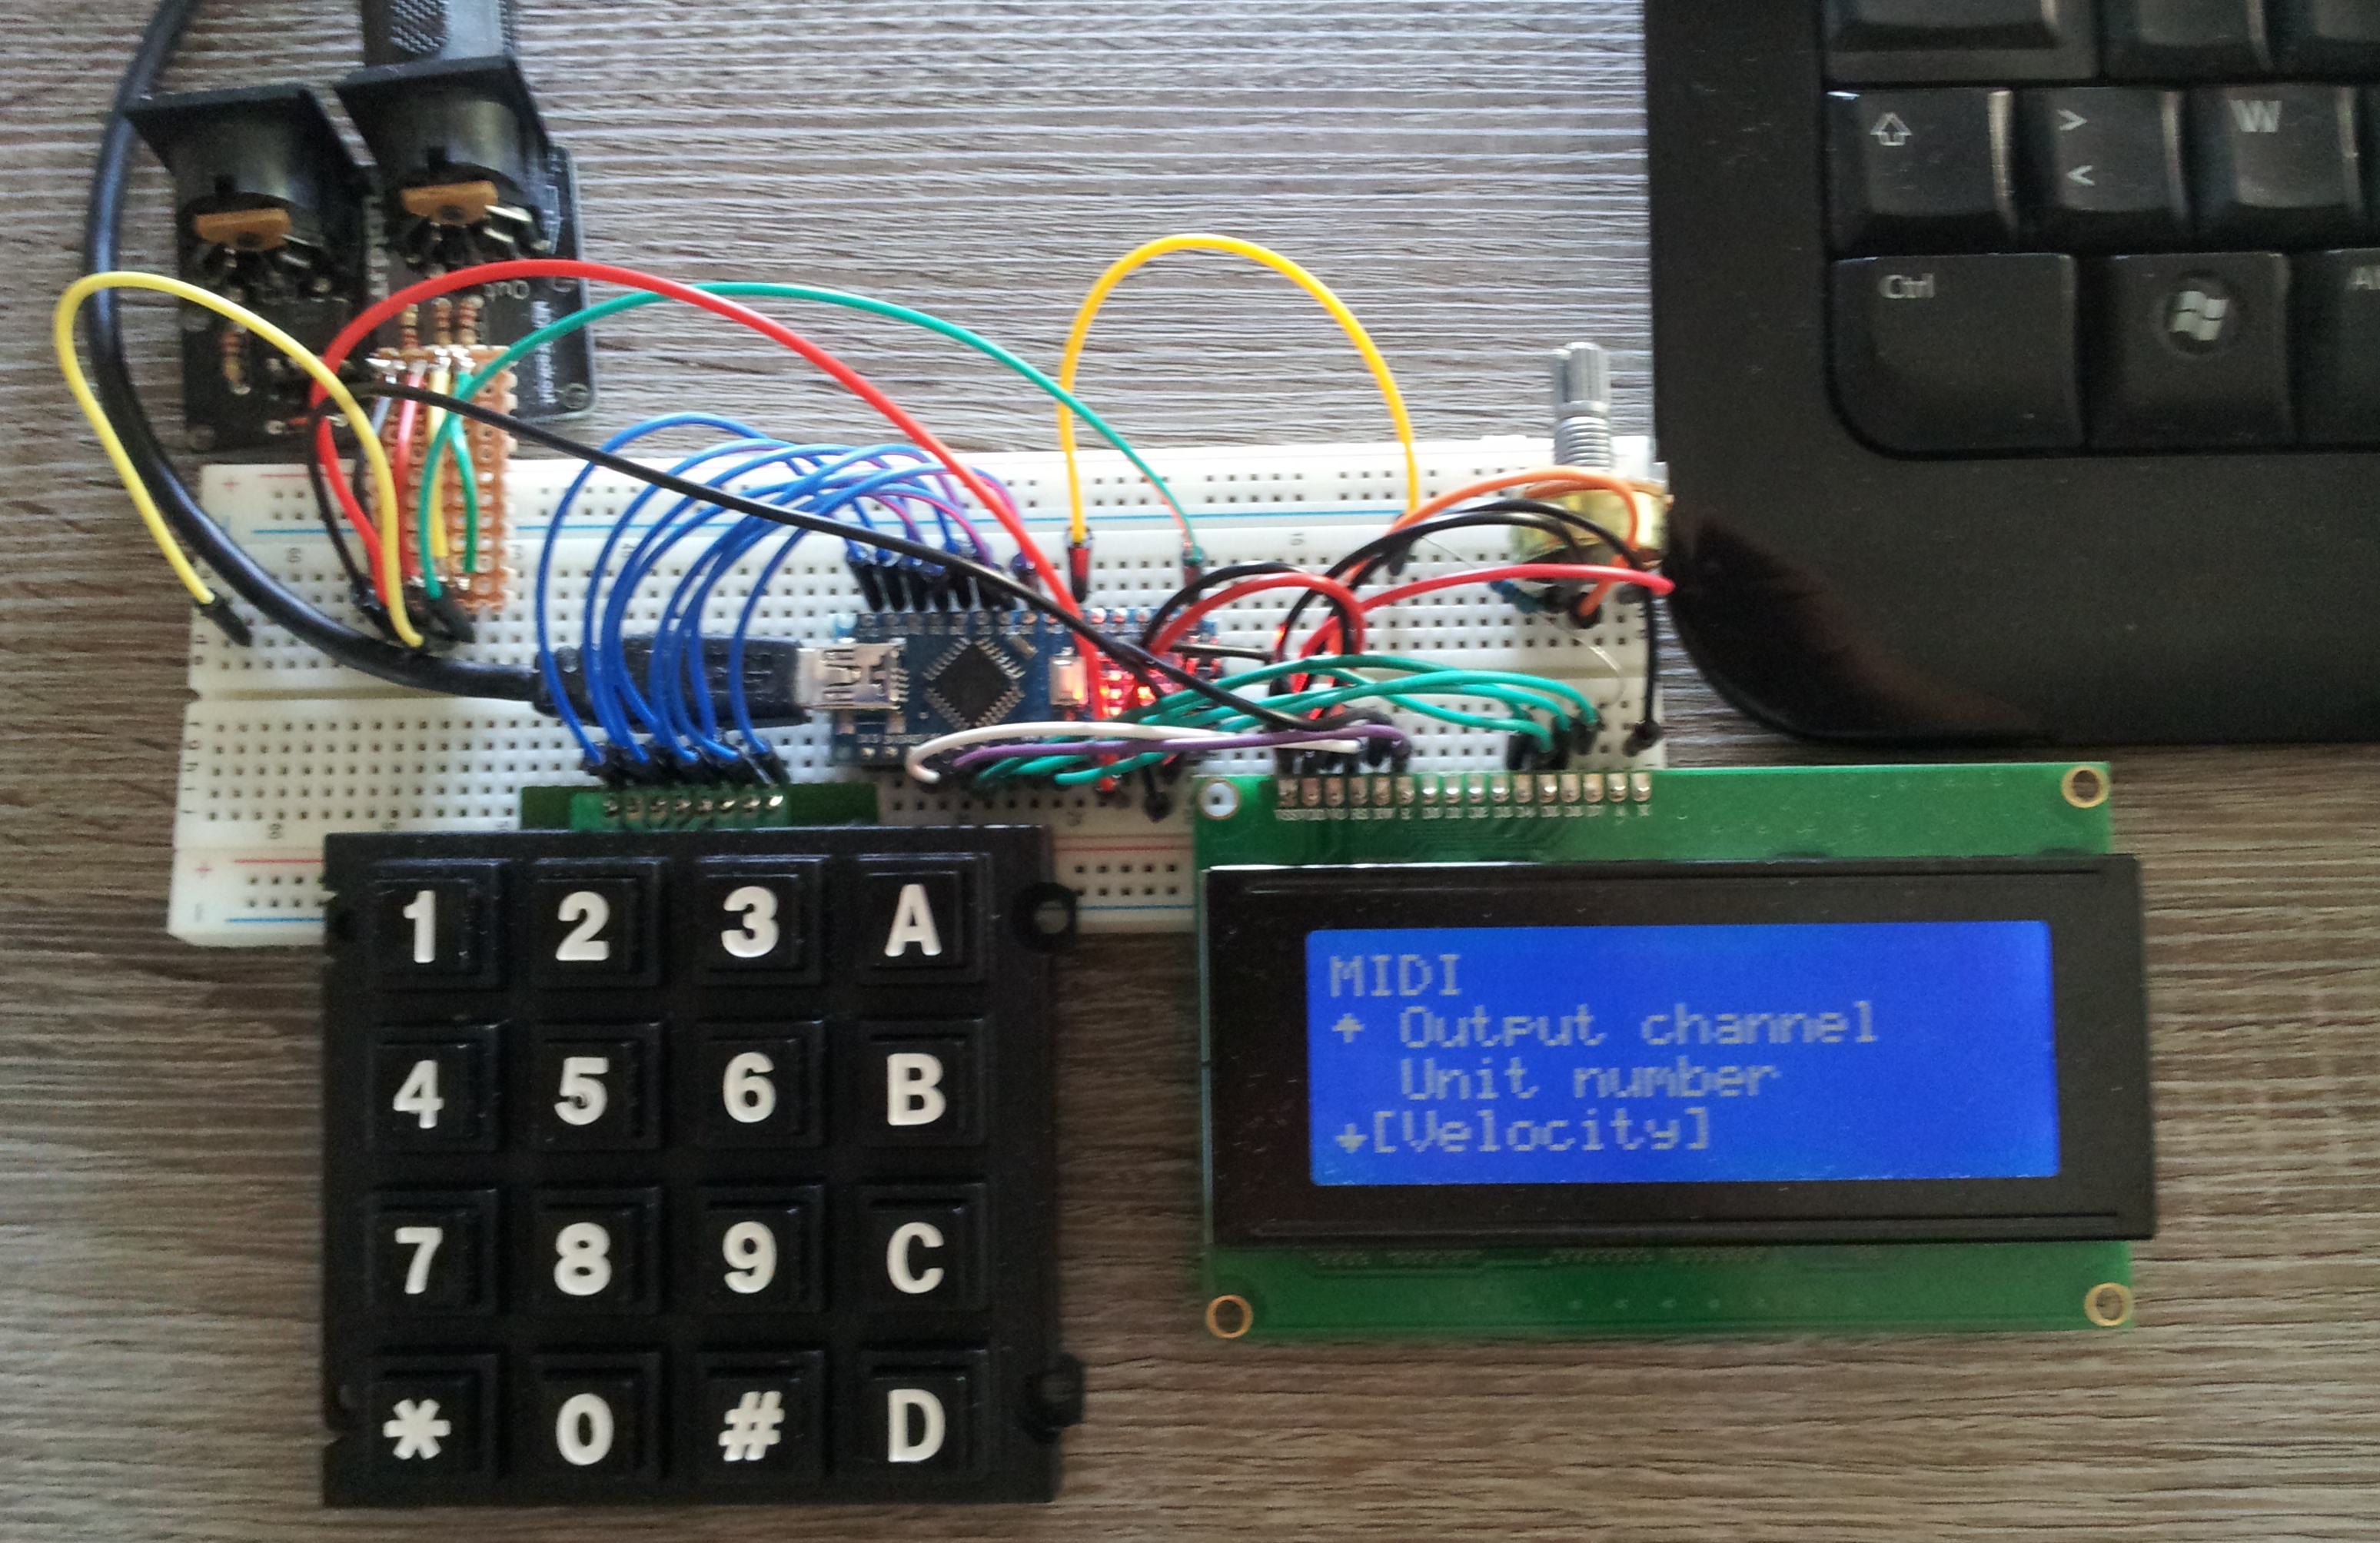 W
>
<
Ctrl
1 2 3 A
4 5 6 B
7 8 9 C
* 0 # D
MIDI
↑ Output channel
Unit number
↓[Velocity]